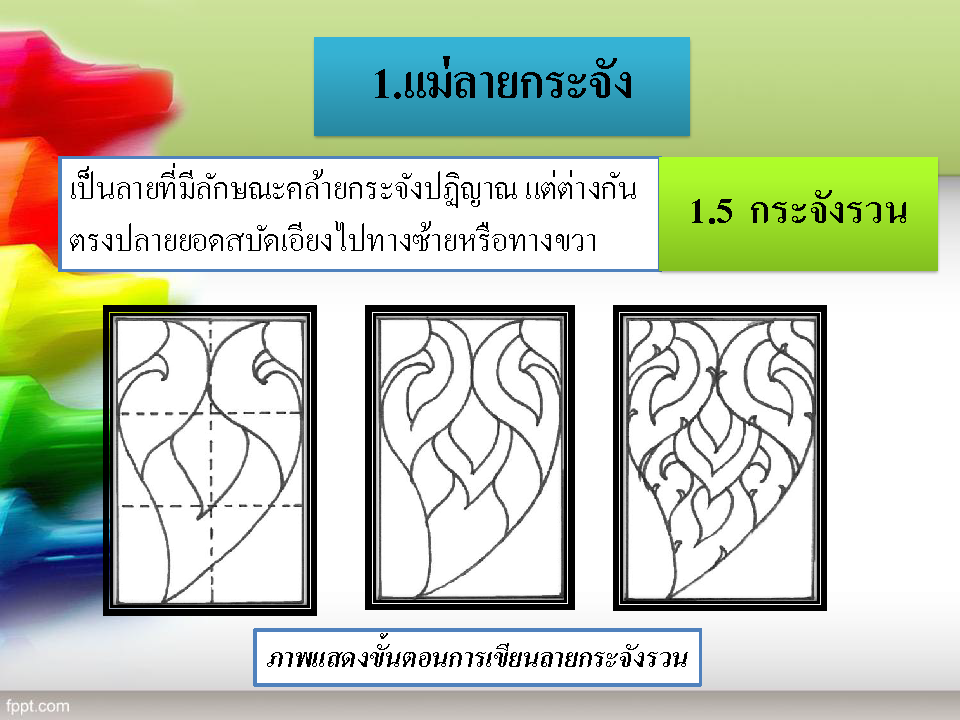 1.แม่ลายกระจัง
เป็นลายที่มีลักษณะคล้ายกระจังปฏิญาณ แต่ต่างกัน
ตรงปลายยอดสบัดเอียงไปทางซ้ายหรือทางขวา
1.5 กระจังรวน
ภาพแสดงขั้นตอนการเขียนลายกระจังรวน
fppt.com